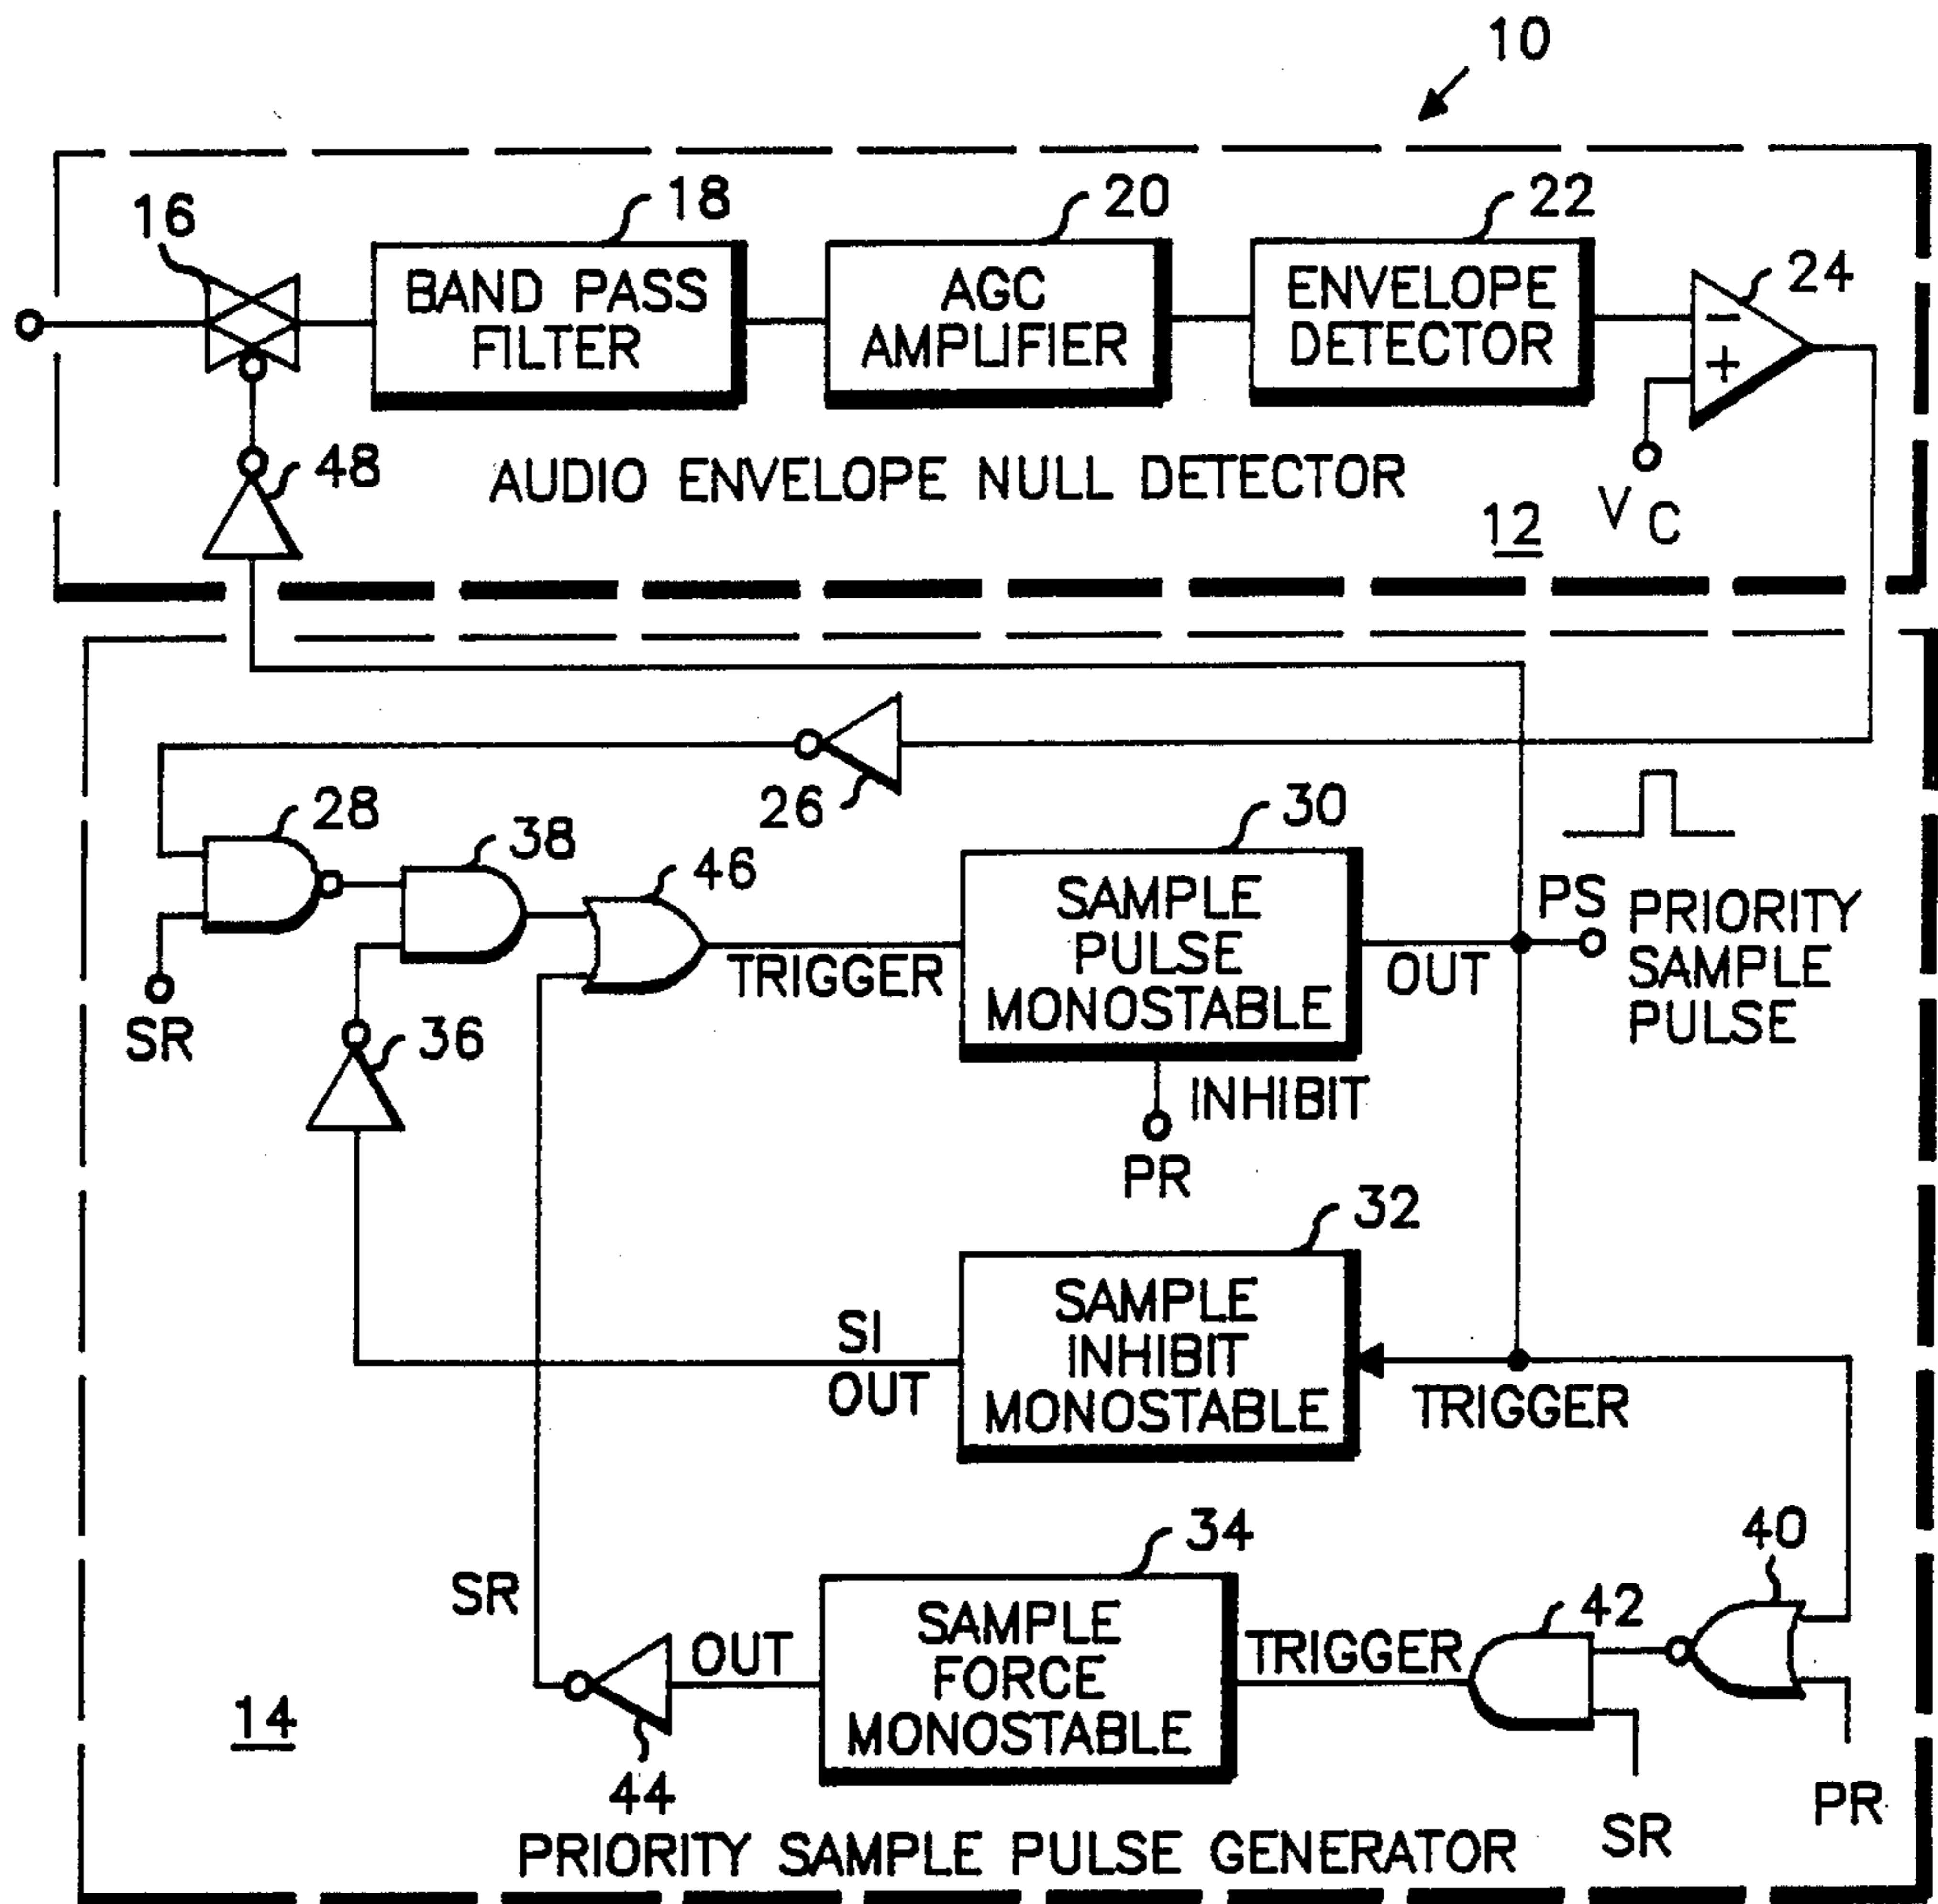 10
16
18
20
22
24
BAND PASS
FILTER
AGC
AMPLIFIER
ENVELOPE
DETECTOR
−
+
48
AUDIO ENVELOPE NULL DETECTOR
12
V C
26
28
38
46
30
SAMPLE
PULSE
MONOSTABLE
TRIGGER
OUT
PS
PRIORITY
SAMPLE
PULSE
SR
36
INHIBIT
PR
32
SAMPLE
INHIBIT
MONOSTABLE
SI
OUT
TRIGGER
34
40
42
SR
OUT
SAMPLE
FORCE
MONOSTABLE
TRIGGER
14
44
SR
PR
PRIORITY SAMPLE PULSE GENERATOR